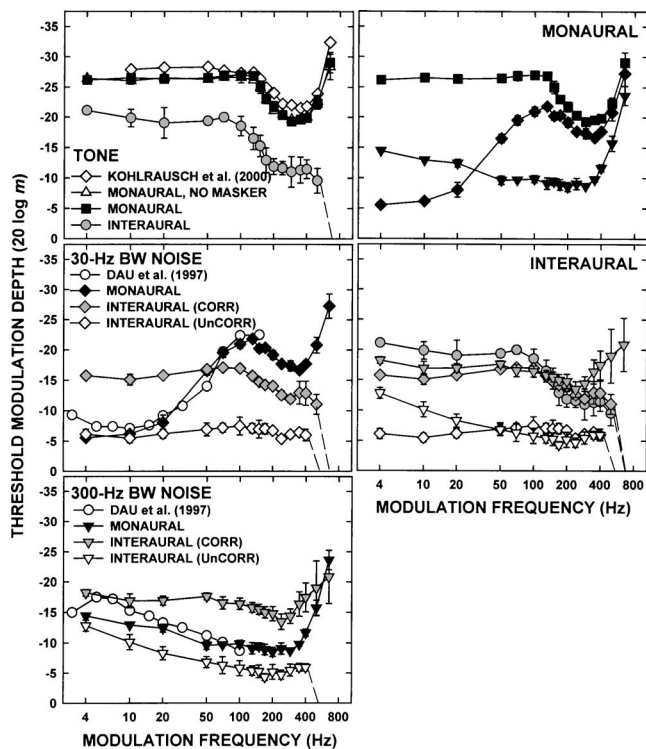 THRESHOLD MODULATION DEPTH (20 log m)
-35
-30
-25
-20
-15
-10
-5
0
TONE
KOHLRAUSCH et al. (2000)
MONAURAL, NO MASKER
MONAURAL
INTERAURAL
MONAURAL
-35
-30
-25
-20
-15
-10
-5
0
30-Hz BW NOISE
DAU et al. (1997)
MONAURAL
INTERAURAL (CORR)
INTERAURAL (UnCORR)
INTERAURAL
4 10 20 50 100 200 400 800
MODULATION FREQUENCY (Hz)
-35
-30
-25
-20
-15
-10
-5
0
300-Hz BW NOISE
DAU et al. (1997)
MONAURAL
INTERAURAL (CORR)
INTERAURAL (UnCORR)
4 10 20 50 100 200 400 800
MODULATION FREQUENCY (Hz)